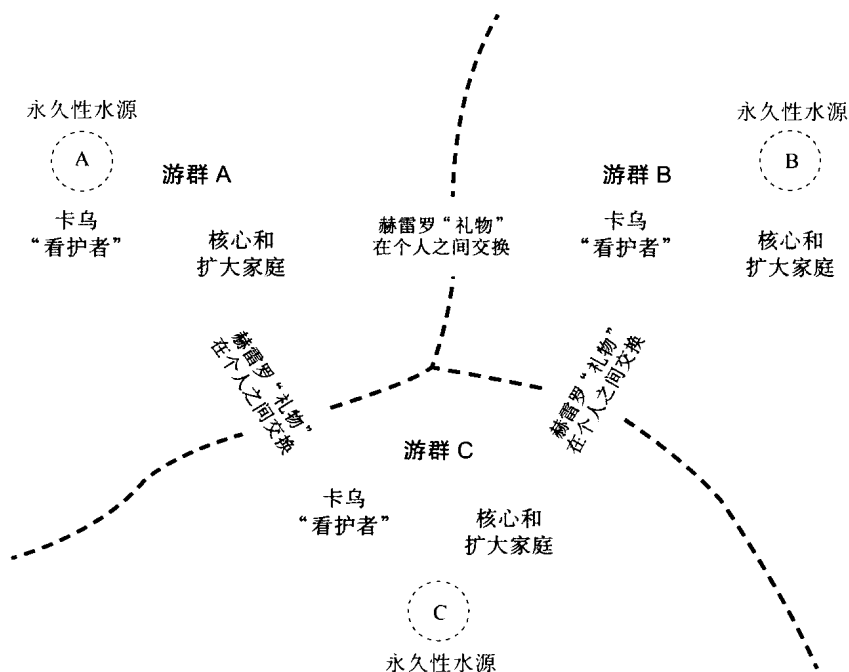 永久性水源
A
游群 A
卡乌
“看护者”
核心和
扩大家庭
赫雷罗“礼物”
在个人之间交换
永久性水源
B
游群 B
卡乌
“看护者”
核心和
扩大家庭
赫雷罗“礼物”
在个人之间交换
赫雷罗“礼物”
在个人之间交换
游群 C
卡乌
“看护者”
核心和
扩大家庭
C
永久性水源